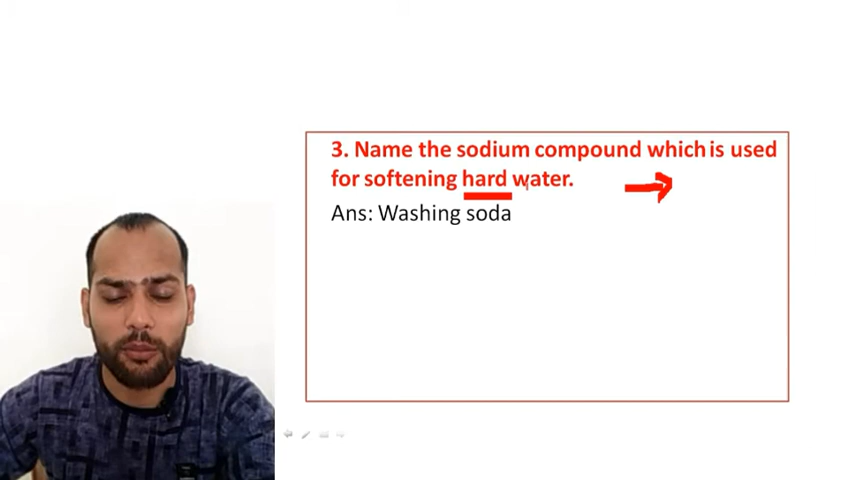 3. Name the sodium compound which is used
for softening hard water.
Ans: Washing soda